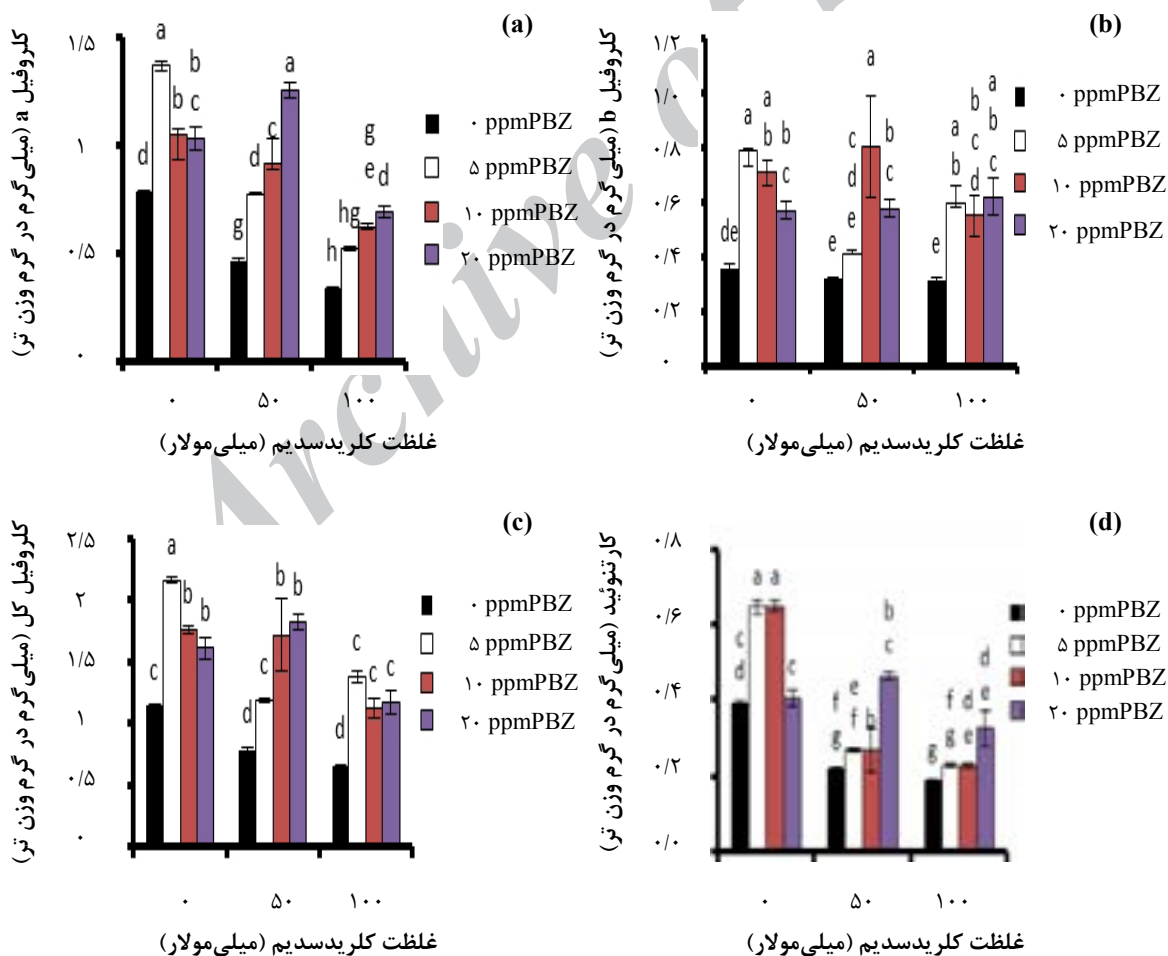 (a)
کلروفیل a (میلی‌گرم در گرم وزن تر)
۱/۵
۱
۰/۵
۰
d
a
b
b
c
g
d
c
a
h
hg
g
e
d
۰ ppmPBZ
۵ ppmPBZ
۱۰ ppmPBZ
۲۰ ppmPBZ
۰ ۵۰ ۱۰۰
غلظت کلریدسدیم (میلی‌مولار)
(b)
کلروفیل b (میلی‌گرم در گرم وزن تر)
۱/۲
۱/۰
۰/۸
۰/۶
۰/۴
۰/۲
۰
de
a
a
b
b
c
e
e
c
d
a
b
c
e
a
b
b
c
d
a
b
c
۰ ppmPBZ
۵ ppmPBZ
۱۰ ppmPBZ
۲۰ ppmPBZ
۰ ۵۰ ۱۰۰
غلظت کلریدسدیم (میلی‌مولار)
(c)
کلروفیل کل (میلی‌گرم در گرم وزن تر)
۲/۵
۲
۱/۵
۱
۰/۵
۰
c
a
b
b
d
c
b
b
d
c
c
c
۰ ppmPBZ
۵ ppmPBZ
۱۰ ppmPBZ
۲۰ ppmPBZ
۰ ۵۰ ۱۰۰
غلظت کلریدسدیم (میلی‌مولار)
(d)
کارتنوئید (میلی‌گرم در گرم وزن تر)
۰/۸
۰/۶
۰/۴
۰/۲
۰/۰
c
d
a
a
c
f
g
e
f
b
b
c
g
f
g
d
e
d
e
۰ ppmPBZ
۵ ppmPBZ
۱۰ ppmPBZ
۲۰ ppmPBZ
۰ ۵۰ ۱۰۰
غلظت کلریدسدیم (میلی‌مولار)
Archive